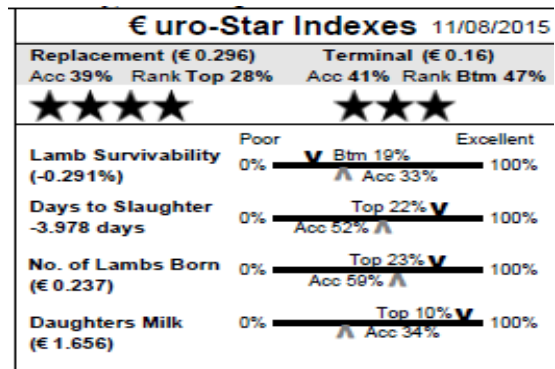 €uro-Star Indexes 11/08/2015
Replacement (€0.296) Terminal (€0.16)
Acc 39% Rank Top 28% Acc 41% Rank Btm 47%
Poor Excellent
Lamb Survivability 0% Btm 19% 100%
(-0.291%) Acc 33%
Days to Slaughter 0% Top 22% 100%
-3.978 days Acc 52%
No. of Lambs Born 0% Top 23% 100%
(€0.237) Acc 59%
Daughters Milk 0% Top 10% 100%
(€1.656) Acc 34%